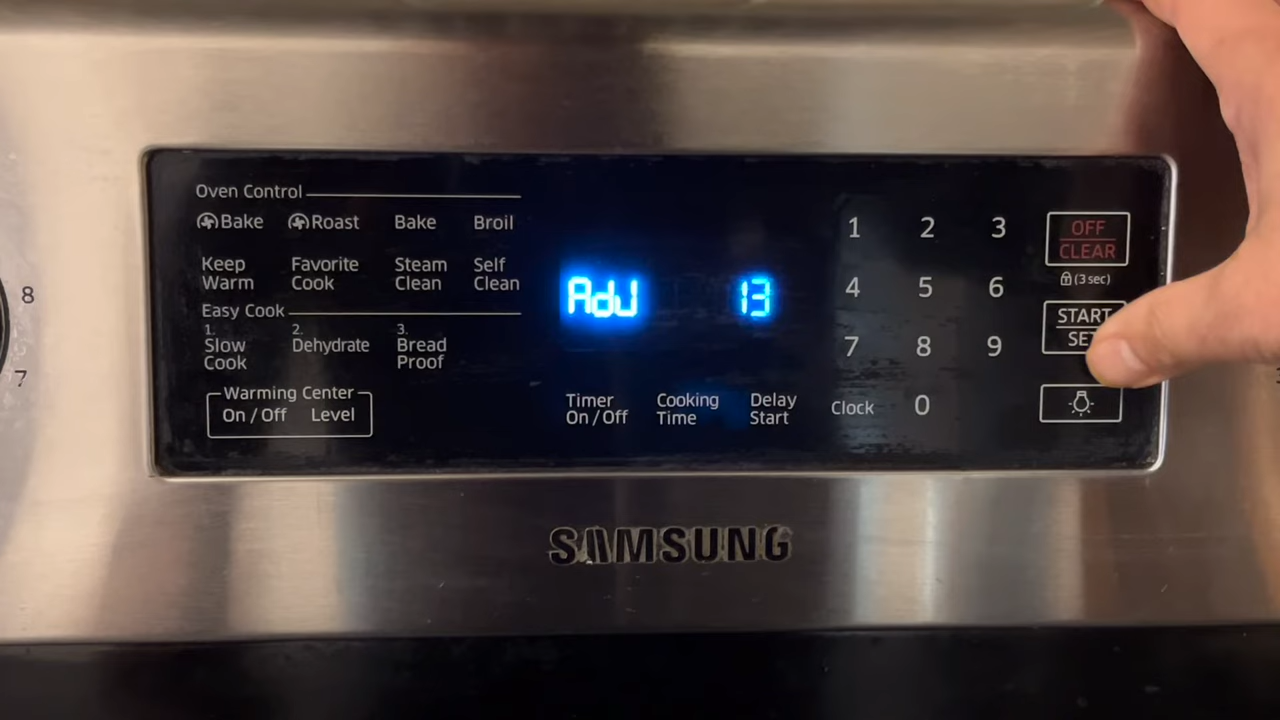 Oven Control
Bake Roast Bake Broil
Keep Warm Favorite Cook Steam Clean Self Clean
Easy Cook
1. Slow Cook 2. Dehydrate 3. Bread Proof
Warming Center
On / Off Level
AdJ 13
Timer On / Off Cooking Time Delay Start
1 2 3
4 5 6
7 8 9
Clock 0
OFF
CLEAR
(3 sec)
START
SAMSUNG
8
7